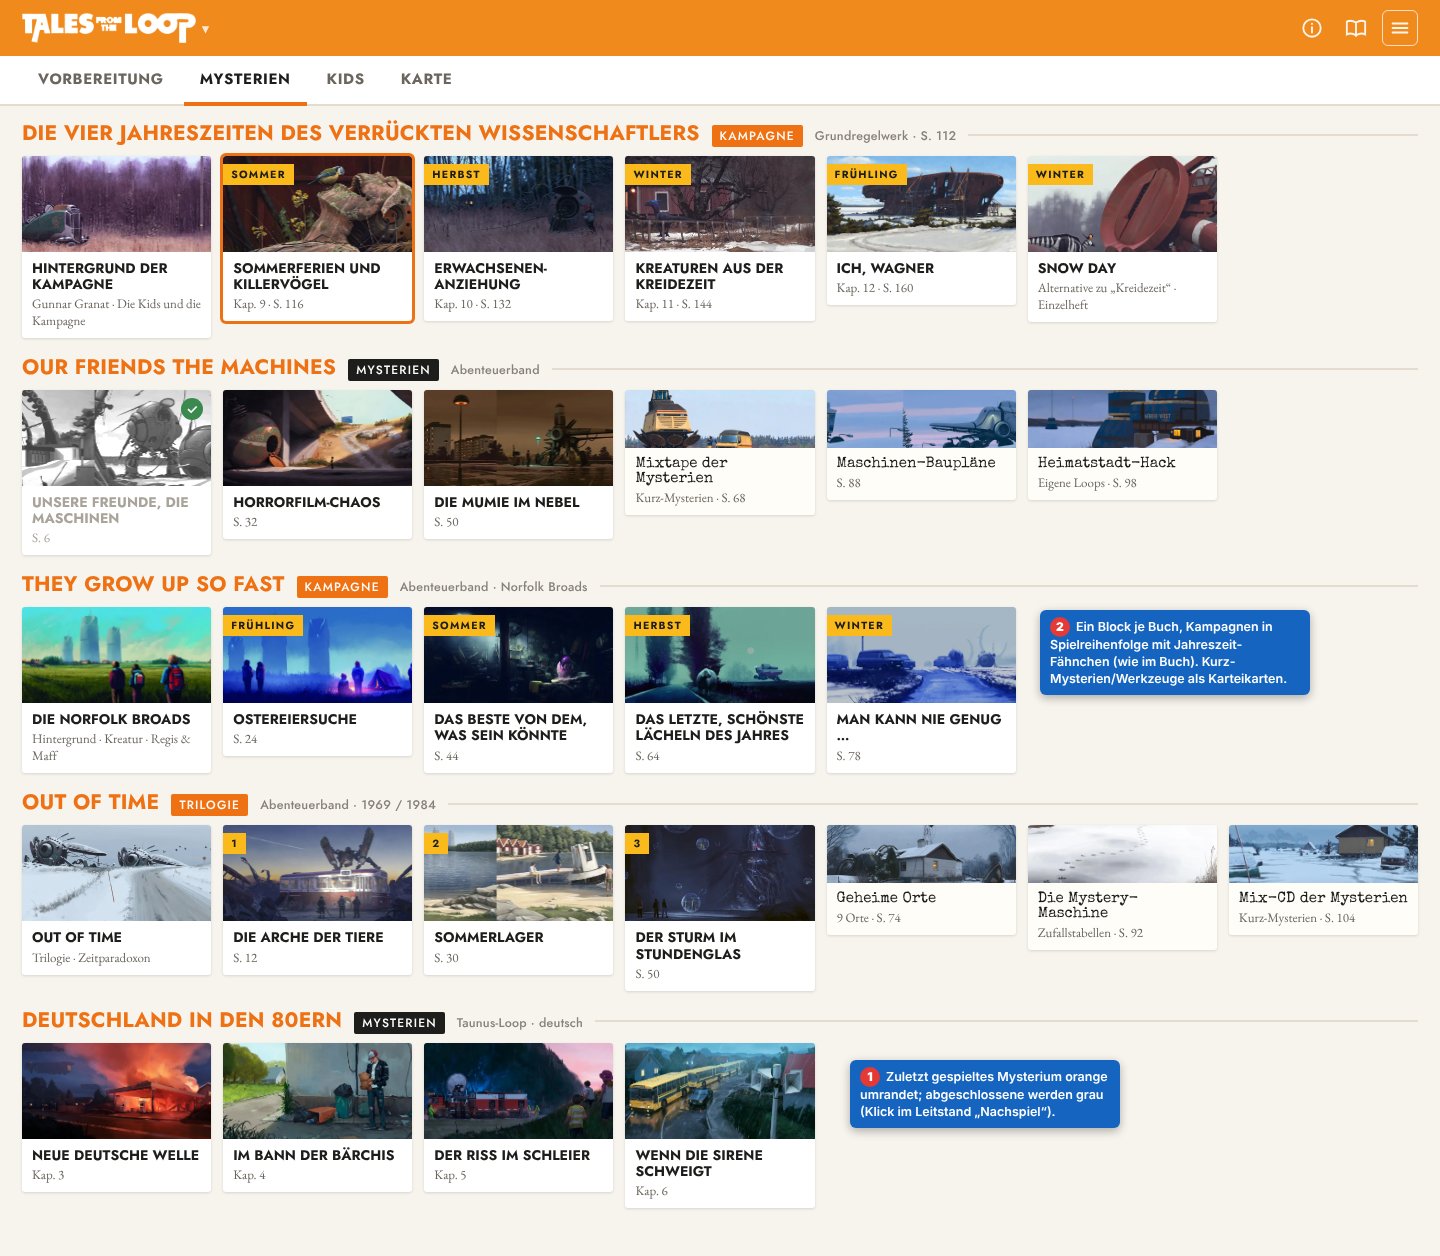 TALES FROM THE LOOP ▾
VORBEREITUNG MYSTERIEN KIDS KARTE
DIE VIER JAHRESZEITEN DES VERRÜCKTEN WISSENSCHAFTLERS KAMPAGNE Grundregelwerk · S. 112
HINTERGRUND DER
KAMPAGNE
Gunnar Granat · Die Kids und die
Kampagne
SOMMER
SOMMERFERIEN UND
KILLERVÖGEL
Kap. 9 · S. 116
HERBST
ERWACHSENEN-
ANZIEHUNG
Kap. 10 · S. 132
WINTER
KREATUREN AUS DER
KREIDEZEIT
Kap. 11 · S. 144
FRÜHLING
ICH, WAGNER
Kap. 12 · S. 160
WINTER
SNOW DAY
Alternative zu „Kreidezeit“ ·
Einzelheft
OUR FRIENDS THE MACHINES MYSTERIEN Abenteuerband
UNSERE FREUNDE, DIE
MASCHINEN
S. 6
HORRORFILM-CHAOS
S. 32
DIE MUMIE IM NEBEL
S. 50
Mixtape der
Mysterien
Kurz-Mysterien · S. 68
Maschinen-Baupläne
S. 88
Heimatstadt-Hack
Eigene Loops · S. 98
THEY GROW UP SO FAST KAMPAGNE Abenteuerband · Norfolk Broads
DIE NORFOLK BROADS
Hintergrund · Kreatur · Regis &
Maff
FRÜHLING
OSTEREIERSUCHE
S. 24
SOMMER
DAS BESTE VON DEM,
WAS SEIN KÖNNTE
S. 44
HERBST
DAS LETZTE, SCHÖNSTE
LÄCHELN DES JAHRES
S. 64
WINTER
MAN KANN NIE GENUG
...
S. 78
2 Ein Block je Buch, Kampagnen in
Spielreihenfolge mit Jahreszeit-
Fähnchen (wie im Buch). Kurz-
Mysterien/Werkzeuge als Karteikarten.
OUT OF TIME TRILOGIE Abenteuerband · 1969 / 1984
OUT OF TIME
Trilogie · Zeitparadoxon
1
DIE ARCHE DER TIERE
S. 12
2
SOMMERLAGER
S. 30
3
DER STURM IM
STUNDENGLAS
S. 50
Geheime Orte
9 Orte · S. 74
Die Mystery-
Maschine
Zufallstabellen · S. 92
Mix-CD der Mysterien
Kurz-Mysterien · S. 104
DEUTSCHLAND IN DEN 80ERN MYSTERIEN Taunus-Loop · deutsch
NEUE DEUTSCHE WELLE
Kap. 3
IM BANN DER BÄRCHIS
Kap. 4
DER RISS IM SCHLEIER
Kap. 5
WENN DIE SIRENE
SCHWEIGT
Kap. 6
1 Zuletzt gespieltes Mysterium orange
umrandet; abgeschlossene werden grau
(Klick im Leitstand „Nachspiel“).